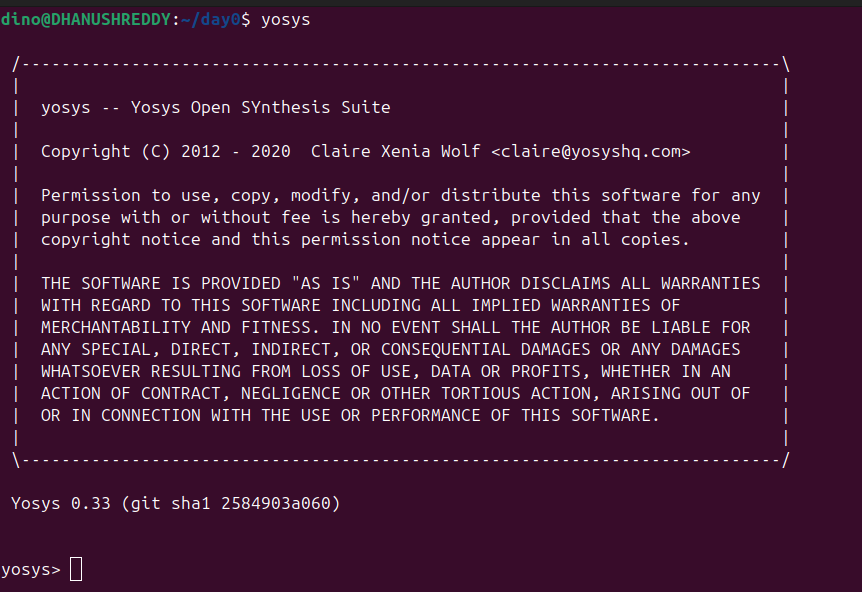 dino@DHANUSHREDDY:~/day0$ yosys
/----------------------------------------------------------------------------\
|                                                                            |
|  yosys -- Yosys Open SYnthesis Suite                                       |
|                                                                            |
|  Copyright (C) 2012 - 2020  Claire Xenia Wolf <claire@yosyshq.com>         |
|                                                                            |
|  Permission to use, copy, modify, and/or distribute this software for any  |
|  purpose with or without fee is hereby granted, provided that the above    |
|  copyright notice and this permission notice appear in all copies.         |
|                                                                            |
|  THE SOFTWARE IS PROVIDED "AS IS" AND THE AUTHOR DISCLAIMS ALL WARRANTIES  |
|  WITH REGARD TO THIS SOFTWARE INCLUDING ALL IMPLIED WARRANTIES OF          |
|  MERCHANTABILITY AND FITNESS. IN NO EVENT SHALL THE AUTHOR BE LIABLE FOR   |
|  ANY SPECIAL, DIRECT, INDIRECT, OR CONSEQUENTIAL DAMAGES OR ANY DAMAGES    |
|  WHATSOEVER RESULTING FROM LOSS OF USE, DATA OR PROFITS, WHETHER IN AN     |
|  ACTION OF CONTRACT, NEGLIGENCE OR OTHER TORTIOUS ACTION, ARISING OUT OF   |
|  OR IN CONNECTION WITH THE USE OR PERFORMANCE OF THIS SOFTWARE.            |
|                                                                            |
\----------------------------------------------------------------------------/
Yosys 0.33 (git sha1 2584903a060)
yosys>